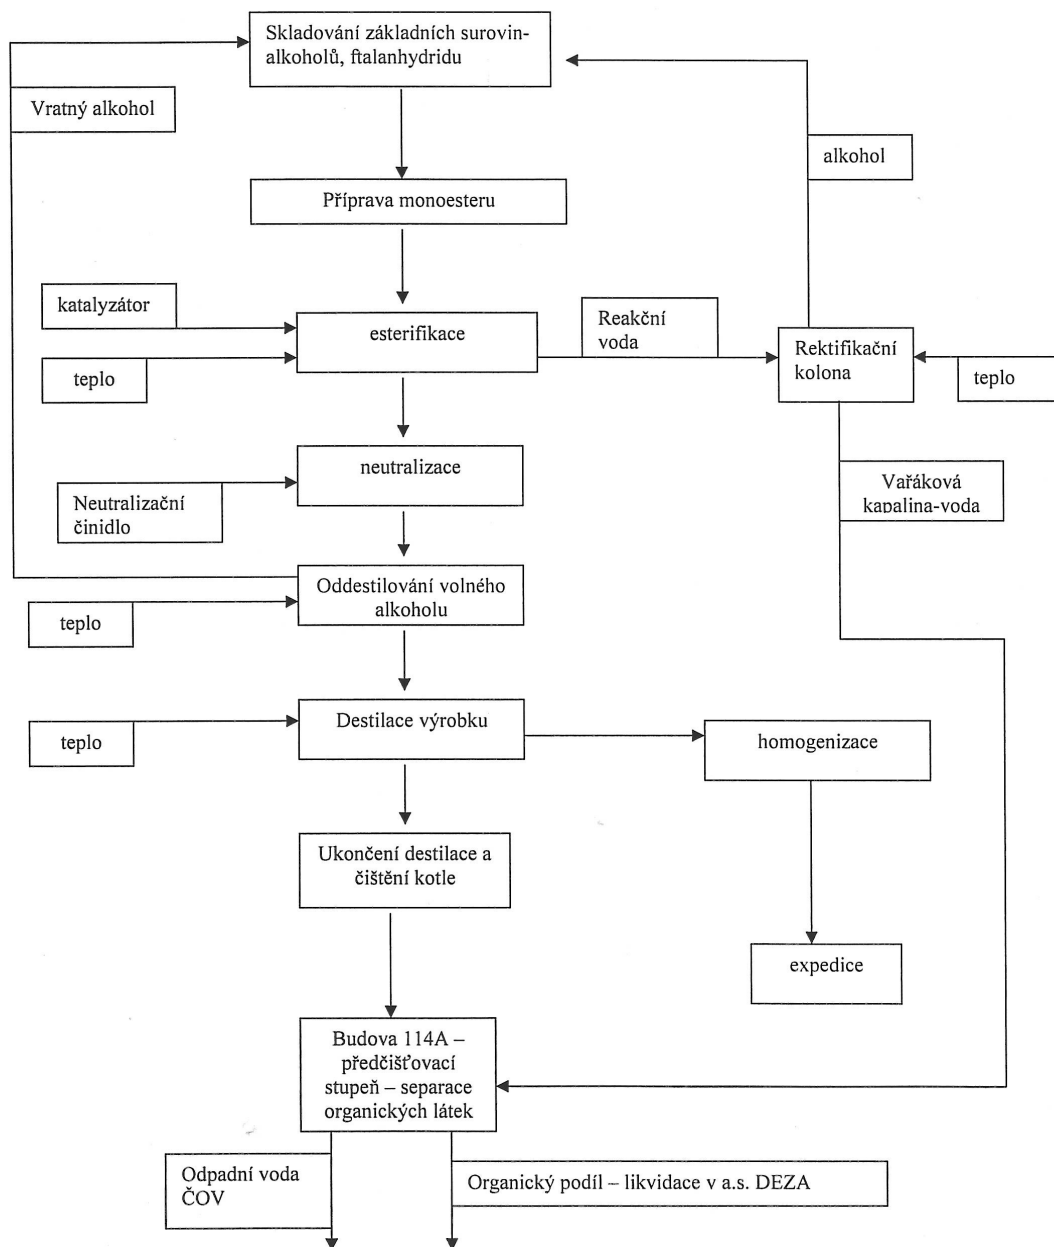 Skladování základních surovin-
alkoholů, ftalanhydridu
Vratný alkohol
alkohol
Příprava monoesteru
katalyzátor
esterifikace
Reakční
voda
Rektifikační
kolona
teplo
teplo
neutralizace
Neutralizační
činidlo
Vařáková
kapalina-voda
Oddestilování volného
alkoholu
teplo
Destilace výrobku
teplo
homogenizace
Ukončení destilace a
čištění kotle
expedice
Budova 114A –
předčišťovací
stupeň – separace
organických látek
Odpadní voda
ČOV
Organický podíl – likvidace v a.s. DEZA